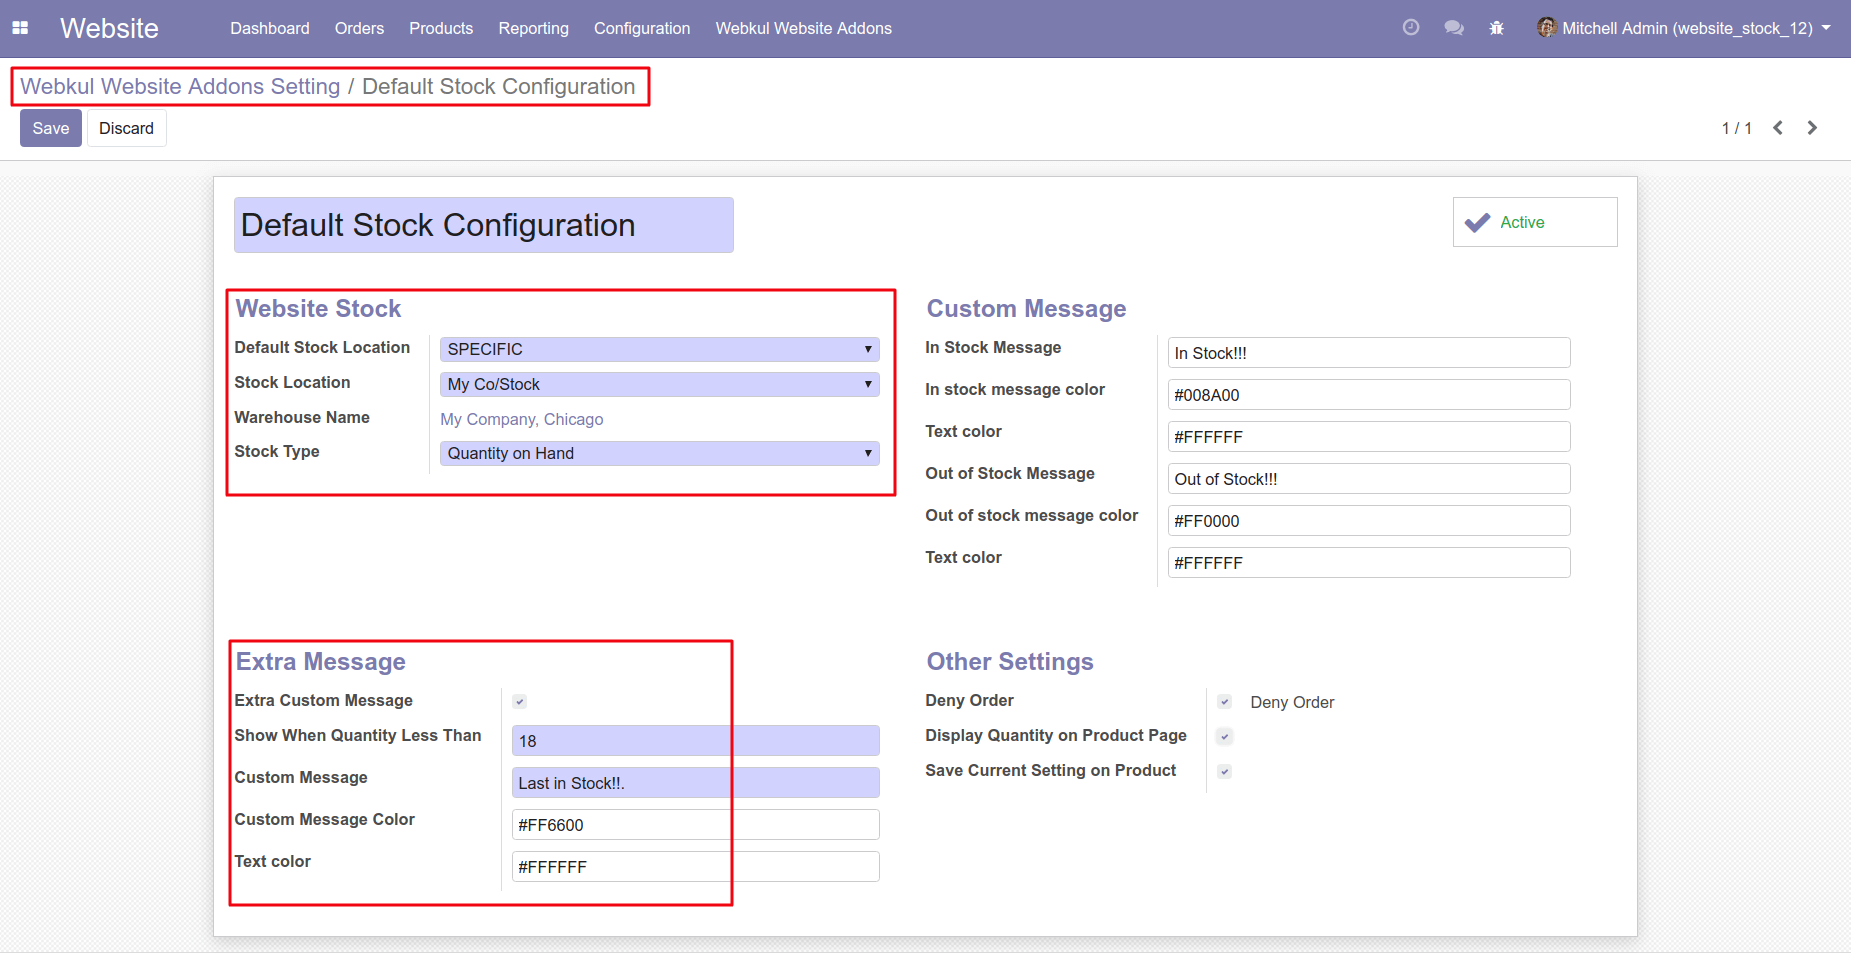 Website Dashboard Orders Products Reporting Configuration Webkul Website Addons Mitchell Admin (website_stock_12)
Webkul Website Addons Setting / Default Stock Configuration
Save Discard 1 / 1
Default Stock Configuration
Active
Website Stock
Default Stock Location SPECIFIC
Stock Location My Co/Stock
Warehouse Name My Company, Chicago
Stock Type Quantity on Hand
Custom Message
In Stock Message In Stock!!!
In stock message color #008A00
Text color #FFFFFF
Out of Stock Message Out of Stock!!!
Out of stock message color #FF0000
Text color #FFFFFF
Extra Message
Extra Custom Message
Show When Quantity Less Than 18
Custom Message Last in Stock!!.
Custom Message Color #FF6600
Text color #FFFFFF
Other Settings
Deny Order Deny Order
Display Quantity on Product Page
Save Current Setting on Product